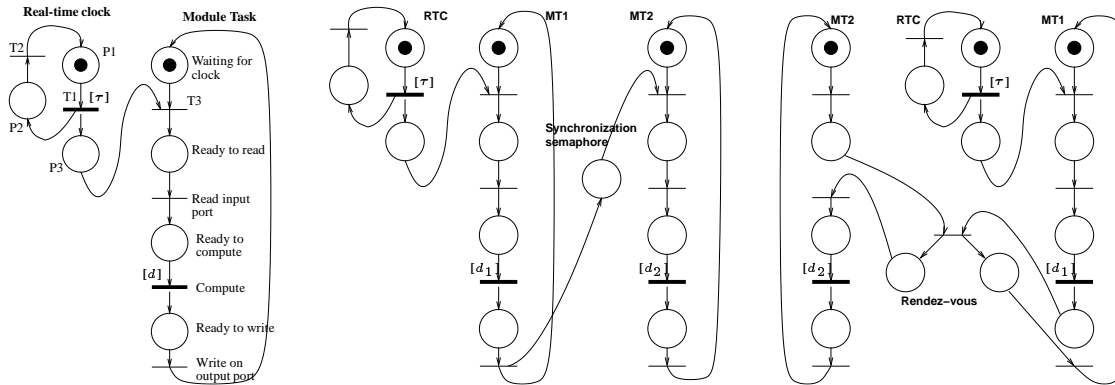 Real-time clock
Module Task
T2
P1
Waiting for
clock
T1
[τ]
T3
P2
P3
Ready to read
Read input
port
Ready to
compute
[d]
Compute
Ready to write
Write on
output port
RTC
MT1
MT2
[τ]
Synchronization
semaphore
[d1]
[d2]
MT2
RTC
MT1
[τ]
[d2]
[d1]
Rendez-vous